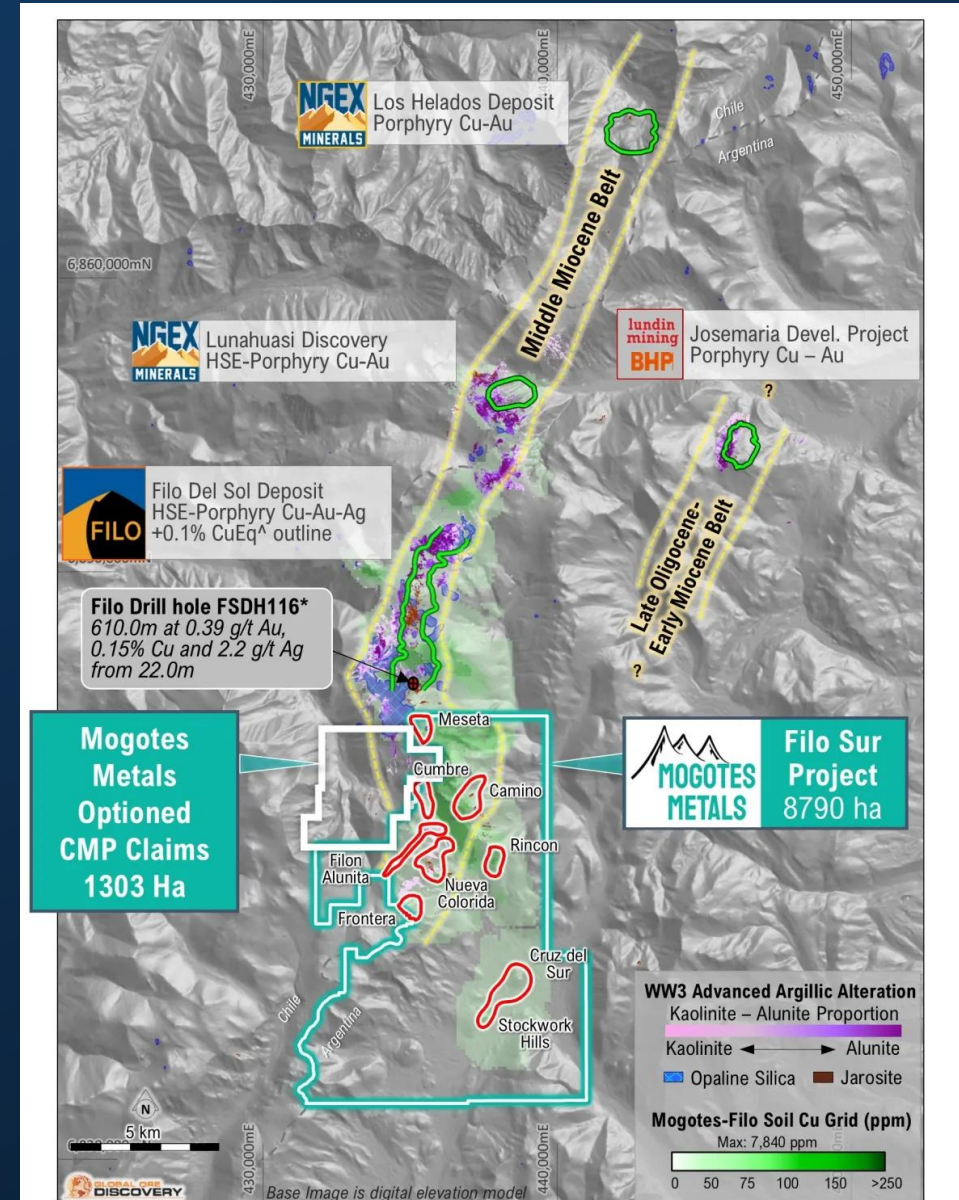 430,000mE
440,000mE
450,000mE
NGEX
MINERALS
Los Helados Deposit
Porphyry Cu-Au
Chile
Argentina
6,860,000mN
Middle Miocene Belt
NGEX
MINERALS
Lunahuasi Discovery
HSE-Porphyry Cu-Au
lundin
mining
BHP
Josemaria Devel. Project
Porphyry Cu – Au
?
FILO
Filo Del Sol Deposit
HSE-Porphyry Cu-Au-Ag
+0.1% CuEq^ outline
Late Oligocene-
Early Miocene Belt
?
Filo Drill hole FSDH116*
610.0m at 0.39 g/t Au,
0.15% Cu and 2.2 g/t Ag
from 22.0m
Mogotes
Metals
Optioned
CMP Claims
1303 Ha
Meseta
Cumbre
Camino
MOGOTES
METALS
Filo Sur
Project
8790 ha
Filon
Alunita
Rincon
Nueva
Colorida
Frontera
Cruz del
Sur
Stockwork
Hills
Chile
Argentina
WW3 Advanced Argillic Alteration
Kaolinite – Alunite Proportion
Kaolinite Alunite
Opaline Silica Jarosite
N
5 km
Mogotes-Filo Soil Cu Grid (ppm)
Max: 7,840 ppm
0 50 75 100 150 >250
430,000mE
440,000mE
GLOBAL ORE
DISCOVERY
Base Image is digital elevation model